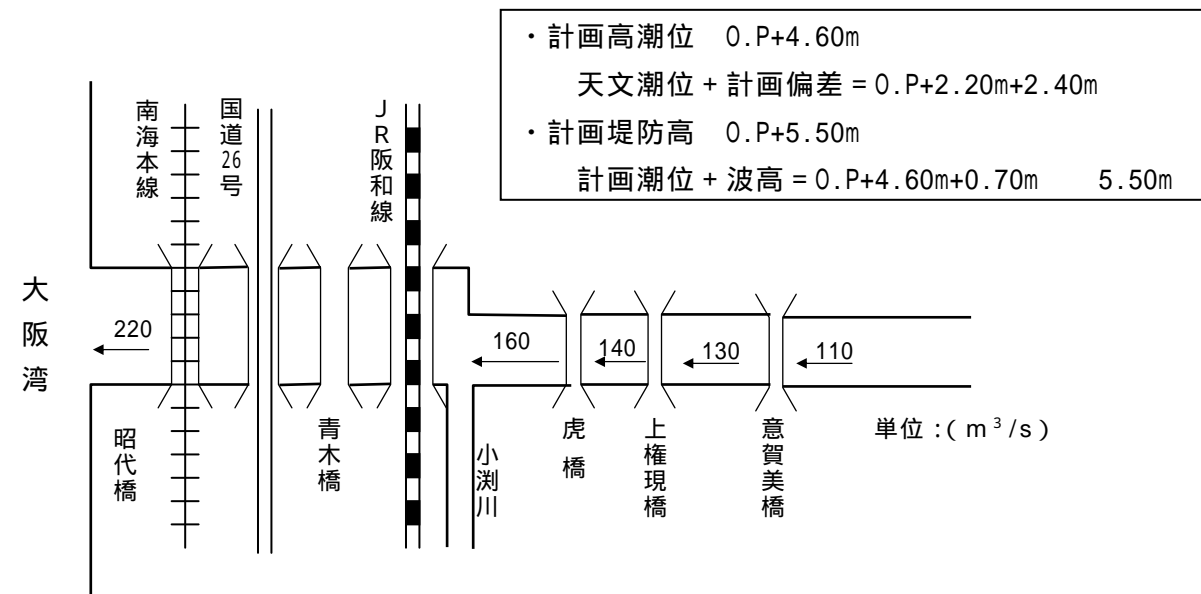 ・計画高潮位 O.P+4.60m
天文潮位+計画偏差=O.P+2.20m+2.40m
・計画堤防高 O.P+5.50m
計画潮位+波高=O.P+4.60m+0.70m 5.50m
南海本線
国道26号
JR阪和線
大阪湾
220
160
140
130
110
昭代橋
青木橋
小渕川
虎橋
上権現橋
意賀美橋
単位:(m³/s)